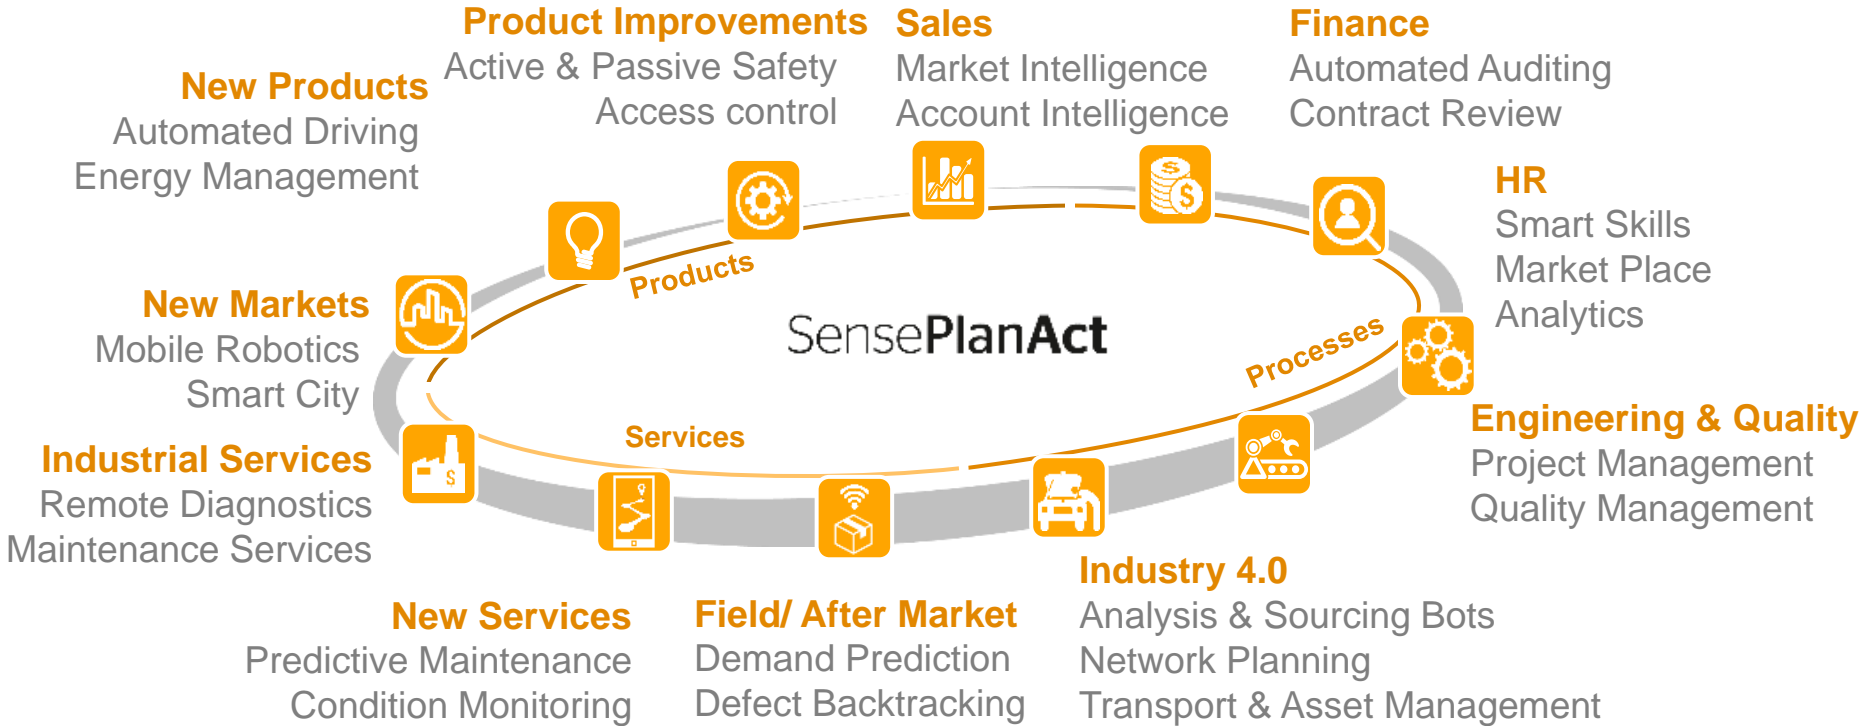 Product Improvements
Active & Passive Safety
Access control
Sales
Market Intelligence
Account Intelligence
Finance
Automated Auditing
Contract Review
New Products
Automated Driving
Energy Management
HR
Smart Skills
Market Place
Analytics
Products
New Markets
Mobile Robotics
Smart City
SensePlanAct
Processes
Services
Engineering & Quality
Project Management
Quality Management
Industrial Services
Remote Diagnostics
Maintenance Services
New Services
Predictive Maintenance
Condition Monitoring
Field/ After Market
Demand Prediction
Defect Backtracking
Industry 4.0
Analysis & Sourcing Bots
Network Planning
Transport & Asset Management
$
$
$